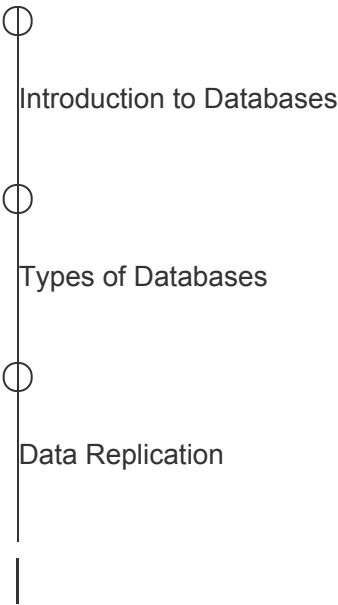 Introduction to Databases
Types of Databases
Data Replication